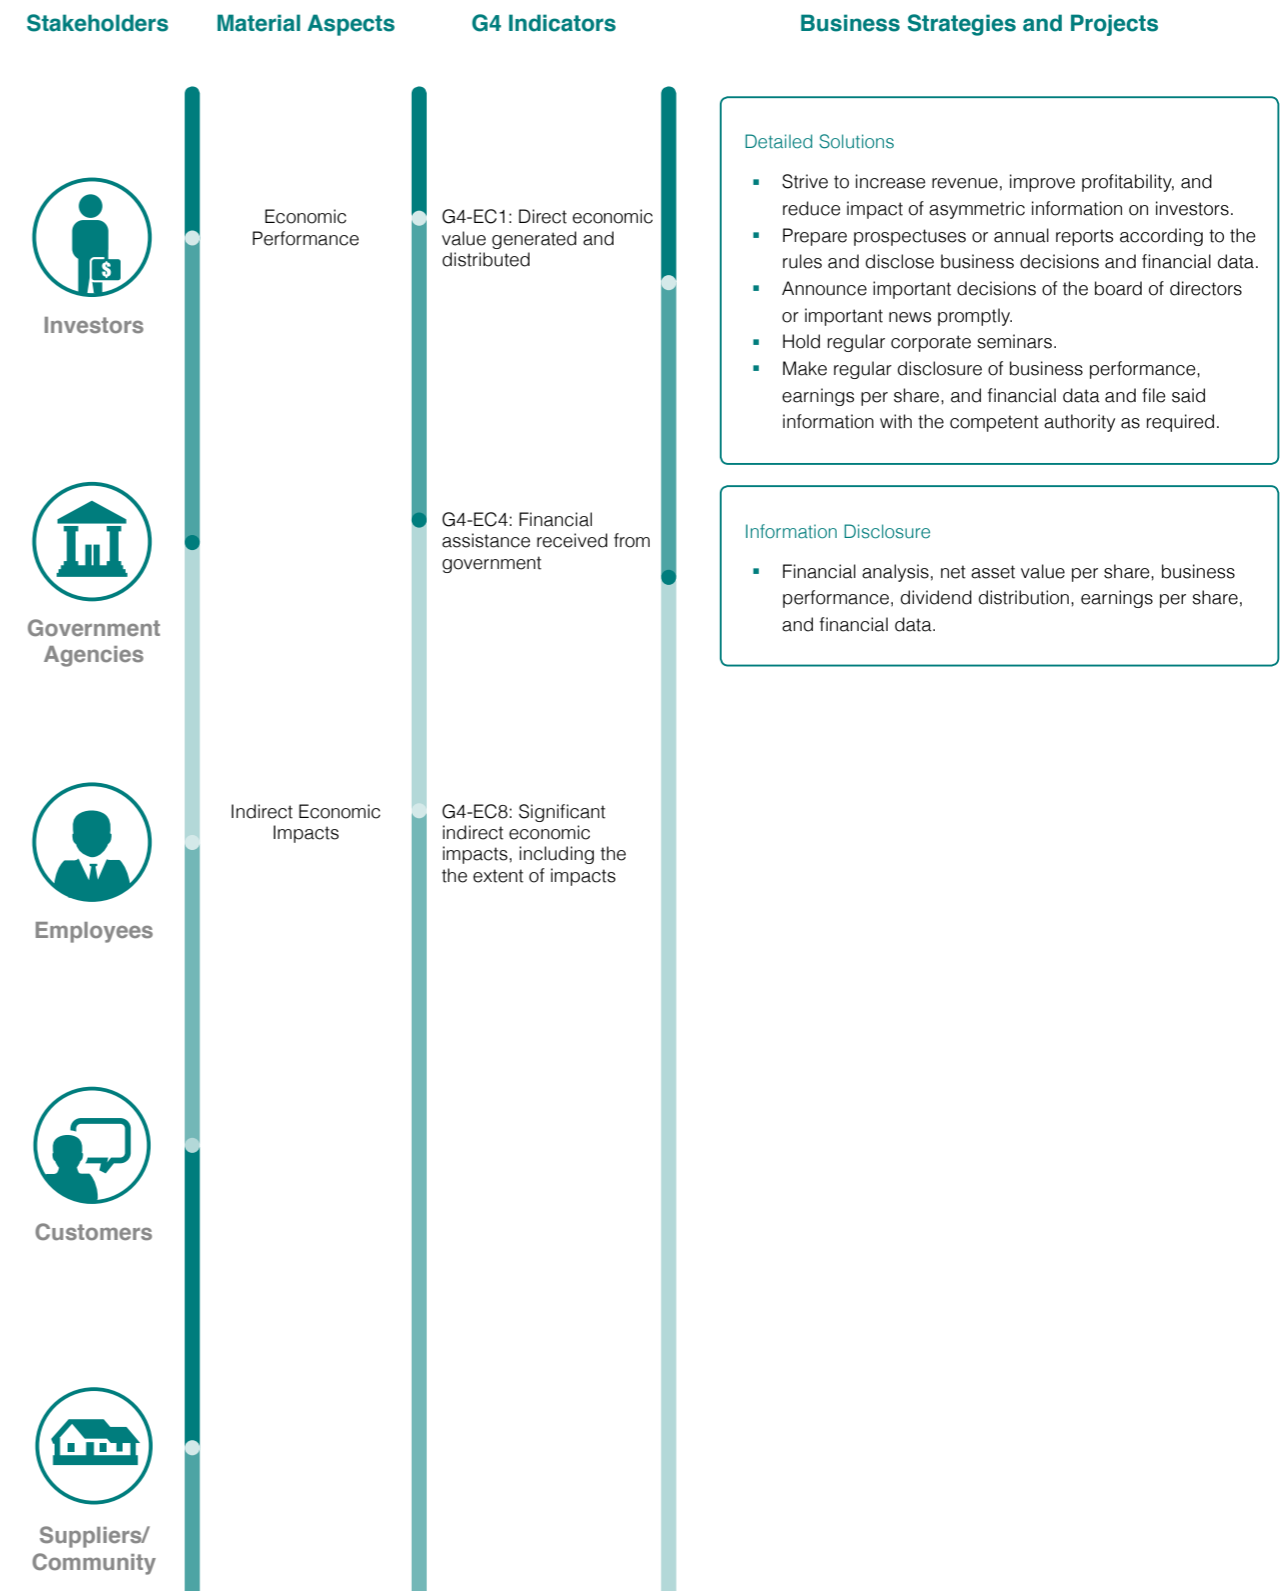 Stakeholders
Material Aspects
G4 Indicators
Business Strategies and Projects
Investors
Economic
Performance
G4-EC1: Direct economic
value generated and
distributed
Detailed Solutions
▪ Strive to increase revenue, improve profitability, and
reduce impact of asymmetric information on investors.
▪ Prepare prospectuses or annual reports according to the
rules and disclose business decisions and financial data.
▪ Announce important decisions of the board of directors
or important news promptly.
▪ Hold regular corporate seminars.
▪ Make regular disclosure of business performance,
earnings per share, and financial data and file said
information with the competent authority as required.
$
Government
Agencies
G4-EC4: Financial
assistance received from
government
Information Disclosure
▪ Financial analysis, net asset value per share, business
performance, dividend distribution, earnings per share,
and financial data.
Employees
Indirect Economic
Impacts
G4-EC8: Significant
indirect economic
impacts, including the
the extent of impacts
Customers
Suppliers/
Community